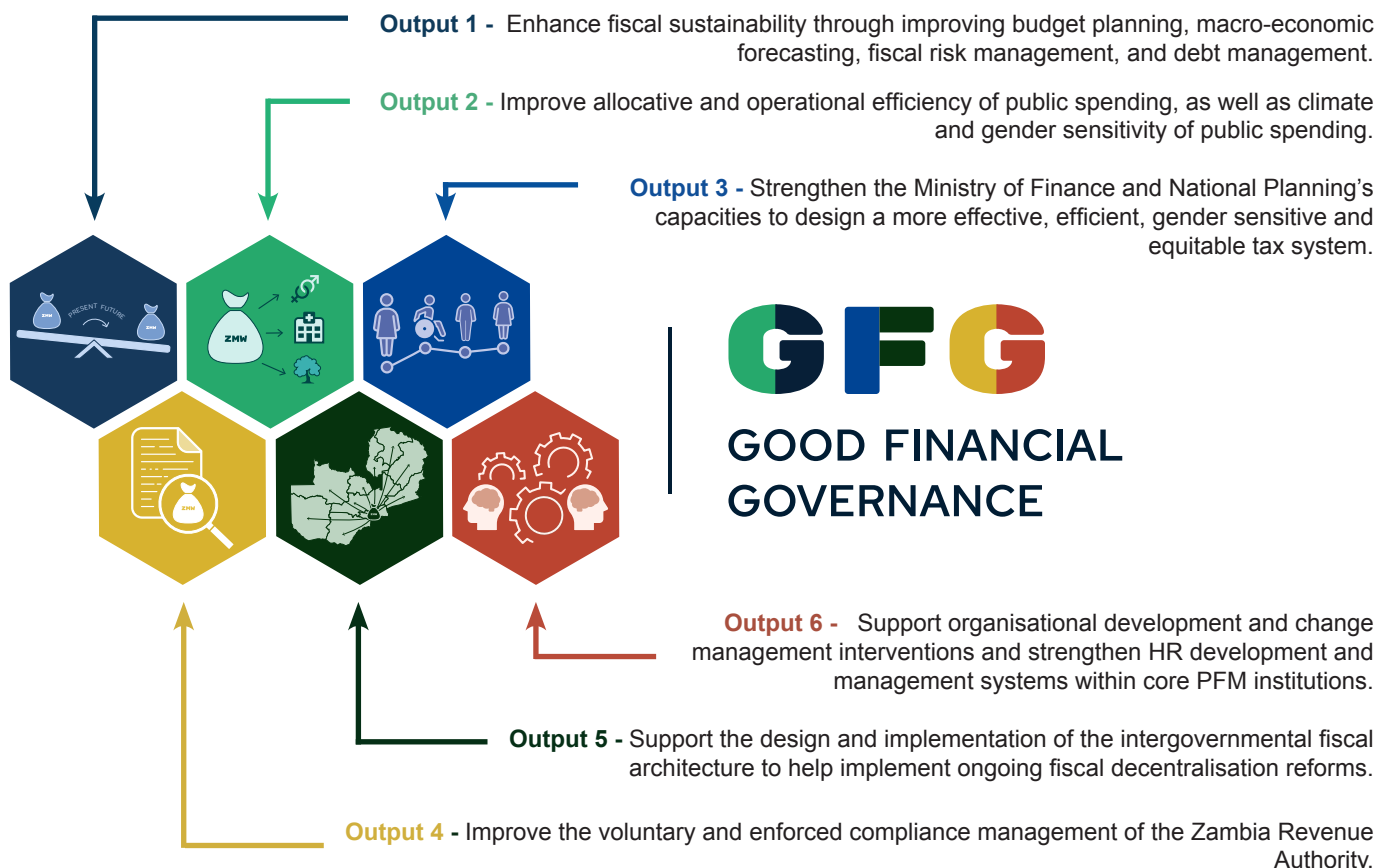 Output 1 - Enhance fiscal sustainability through improving budget planning, macro-economic
forecasting, fiscal risk management, and debt management.
Output 2 - Improve allocative and operational efficiency of public spending, as well as climate
and gender sensitivity of public spending.
Output 3 - Strengthen the Ministry of Finance and National Planning’s
capacities to design a more effective, efficient, gender sensitive and
equitable tax system.
PRESENT FUTURE
ZMW
ZMW
ZMW
GFG
GOOD FINANCIAL
GOVERNANCE
Output 6 - Support organisational development and change
management interventions and strengthen HR development and
management systems within core PFM institutions.
Output 5 - Support the design and implementation of the intergovernmental fiscal
architecture to help implement ongoing fiscal decentralisation reforms.
Output 4 - Improve the voluntary and enforced compliance management of the Zambia Revenue
Authority.